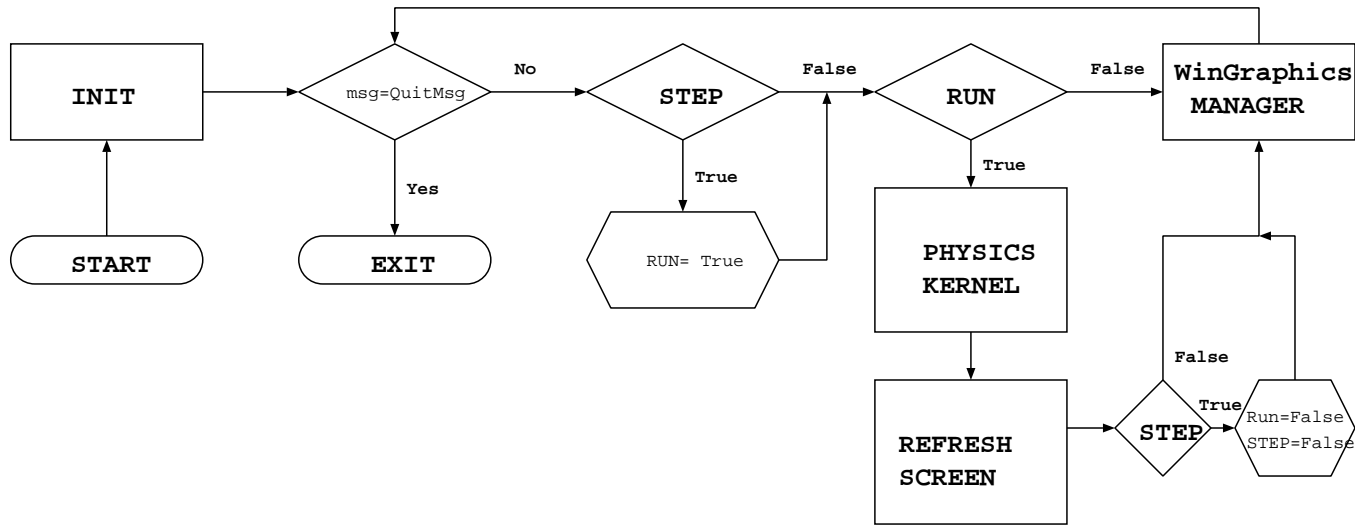 INIT
msg=QuitMsg
No
STEP
False
RUN
False
WinGraphics
MANAGER
Yes
True
True
START
EXIT
RUN= True
PHYSICS
KERNEL
False
True
REFRESH
SCREEN
STEP
Run=False
STEP=False